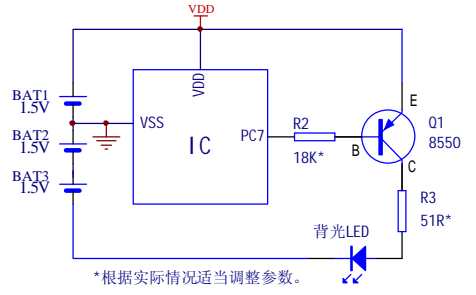 VDD
BAT1
1.5V
BAT2
1.5V
BAT3
1.5V
VSS
VDD
IC
PC7
R2
18K*
B
E
Q1
8550
C
R3
51R*
背光LED
*根据实际情况适当调整参数。